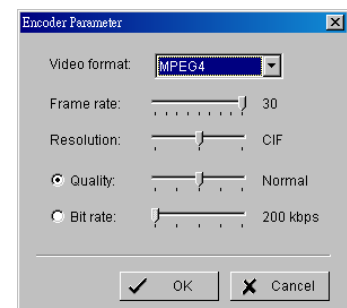 Encoder Parameter
Video format: MPEG4
Frame rate: 30
Resolution: CIF
Quality: Normal
Bit rate: 200 kbps
OK Cancel